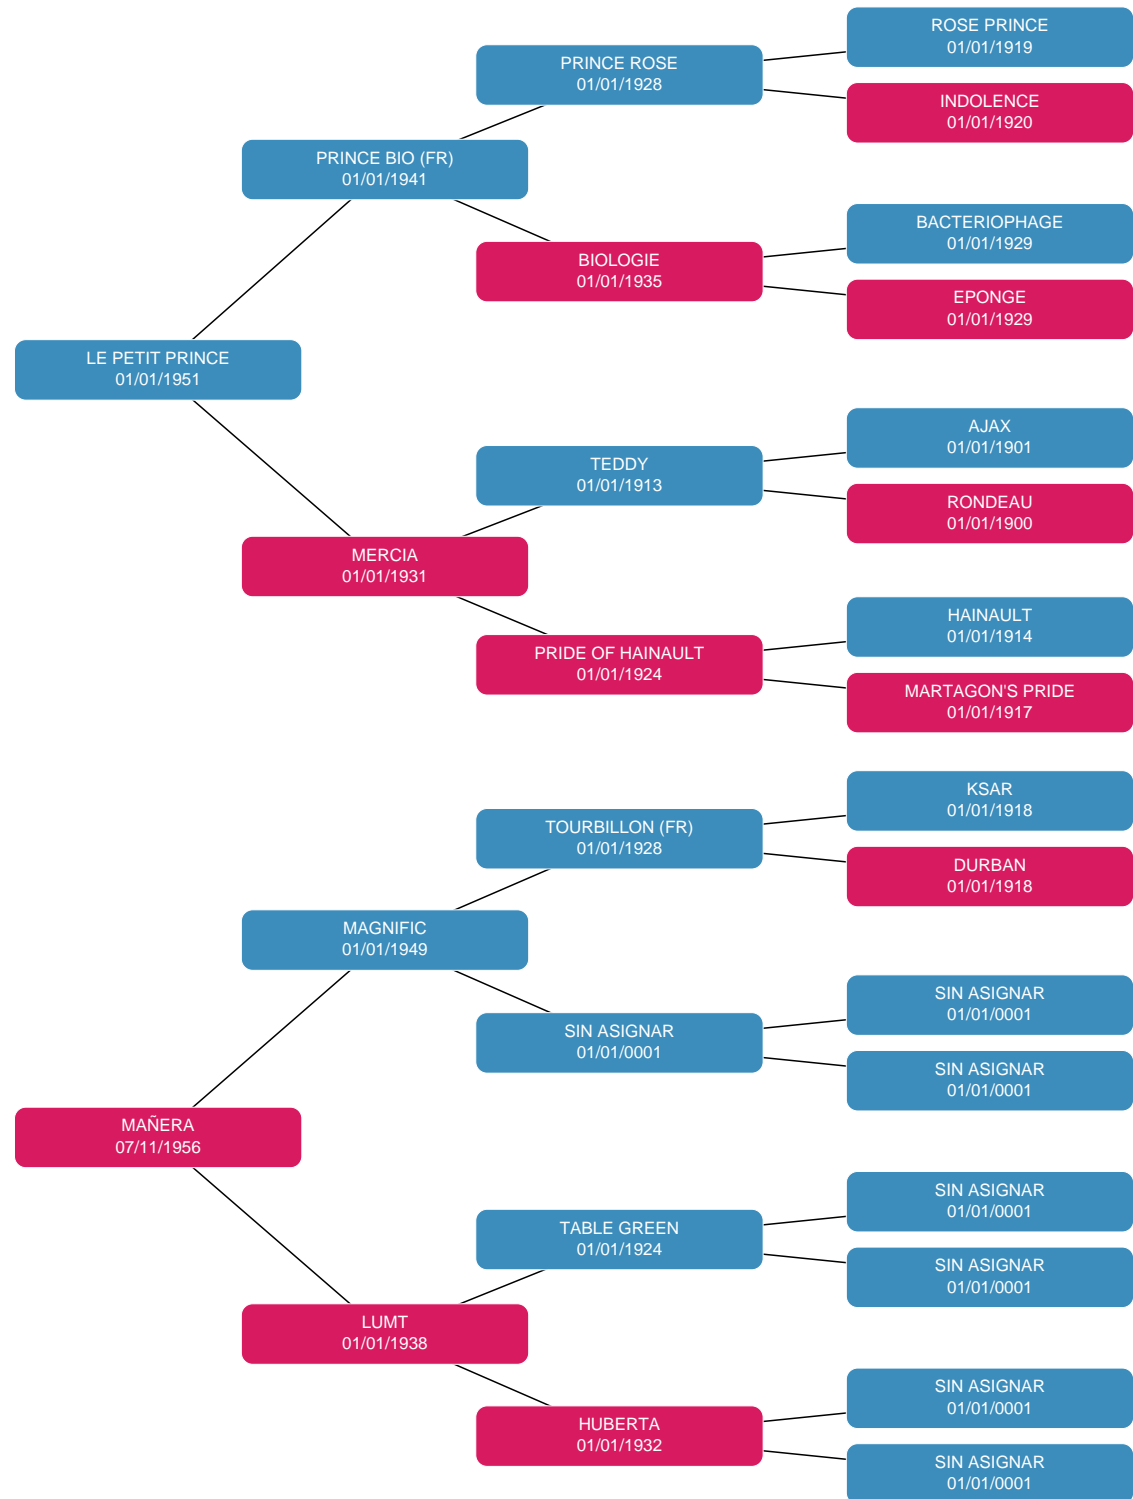 ROSE PRINCE
01/01/1919
PRINCE ROSE
01/01/1928
INDOLENCE
01/01/1920
PRINCE BIO (FR)
01/01/1941
BACTERIOPHAGE
01/01/1929
BIOLOGIE
01/01/1935
EPONGE
01/01/1929
LE PETIT PRINCE
01/01/1951
AJAX
01/01/1901
TEDDY
01/01/1913
RONDEAU
01/01/1900
MERCIA
01/01/1931
HAINAULT
01/01/1914
PRIDE OF HAINAULT
01/01/1924
MARTAGON'S PRIDE
01/01/1917
KSAR
01/01/1918
TOURBILLON (FR)
01/01/1928
DURBAN
01/01/1918
MAGNIFIC
01/01/1949
SIN ASIGNAR
01/01/0001
SIN ASIGNAR
01/01/0001
SIN ASIGNAR
01/01/0001
MAÑERA
07/11/1956
SIN ASIGNAR
01/01/0001
TABLE GREEN
01/01/1924
SIN ASIGNAR
01/01/0001
LUMT
01/01/1938
SIN ASIGNAR
01/01/0001
HUBERTA
01/01/1932
SIN ASIGNAR
01/01/0001